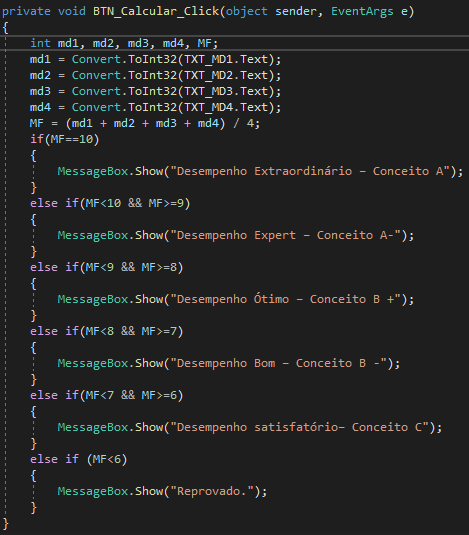 private void BTN_Calcular_Click(object sender, EventArgs e)
{
    int md1, md2, md3, md4, MF;
    md1 = Convert.ToInt32(TXT_MD1.Text);
    md2 = Convert.ToInt32(TXT_MD2.Text);
    md3 = Convert.ToInt32(TXT_MD3.Text);
    md4 = Convert.ToInt32(TXT_MD4.Text);
    MF = (md1 + md2 + md3 + md4) / 4;
    if(MF==10)
    {
        MessageBox.Show("Desempenho Extraordinário – Conceito A");
    }
    else if(MF<10 && MF>=9)
    {
        MessageBox.Show("Desempenho Expert – Conceito A-");
    }
    else if(MF<9 && MF>=8)
    {
        MessageBox.Show("Desempenho Ótimo – Conceito B +");
    }
    else if(MF<8 && MF>=7)
    {
        MessageBox.Show("Desempenho Bom – Conceito B -");
    }
    else if(MF<7 && MF>=6)
    {
        MessageBox.Show("Desempenho satisfatório– Conceito C");
    }
    else if (MF<6)
    {
        MessageBox.Show("Reprovado.");
    }
}